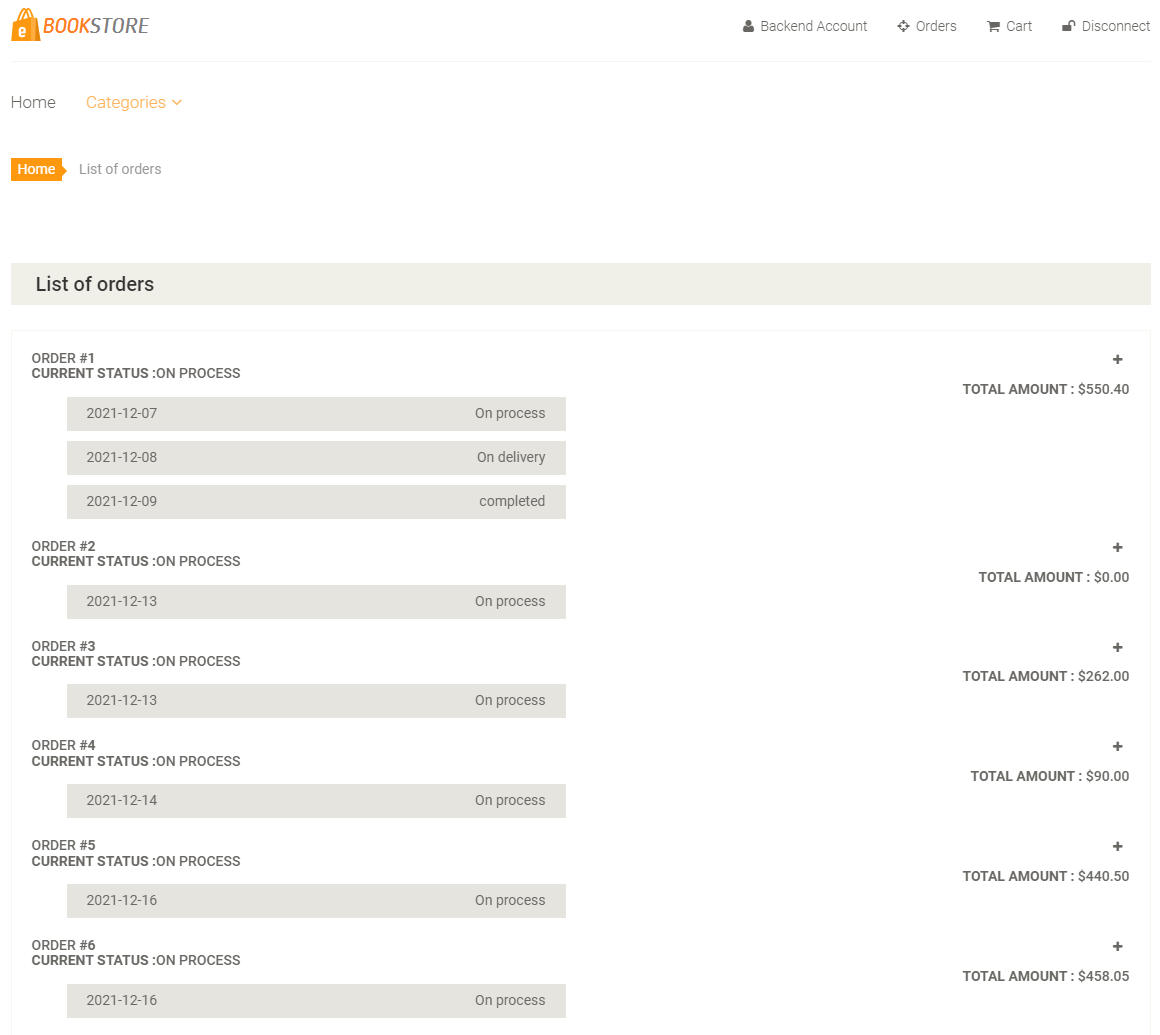 e BOOKSTORE
Backend Account Orders Cart Disconnect
Home Categories
Home List of orders
List of orders
ORDER #1
CURRENT STATUS :ON PROCESS
TOTAL AMOUNT : $550.40
2021-12-07 On process
2021-12-08 On delivery
2021-12-09 completed
ORDER #2
CURRENT STATUS :ON PROCESS
TOTAL AMOUNT : $0.00
2021-12-13 On process
ORDER #3
CURRENT STATUS :ON PROCESS
TOTAL AMOUNT : $262.00
2021-12-13 On process
ORDER #4
CURRENT STATUS :ON PROCESS
TOTAL AMOUNT : $90.00
2021-12-14 On process
ORDER #5
CURRENT STATUS :ON PROCESS
TOTAL AMOUNT : $440.50
2021-12-16 On process
ORDER #6
CURRENT STATUS :ON PROCESS
TOTAL AMOUNT : $458.05
2021-12-16 On process